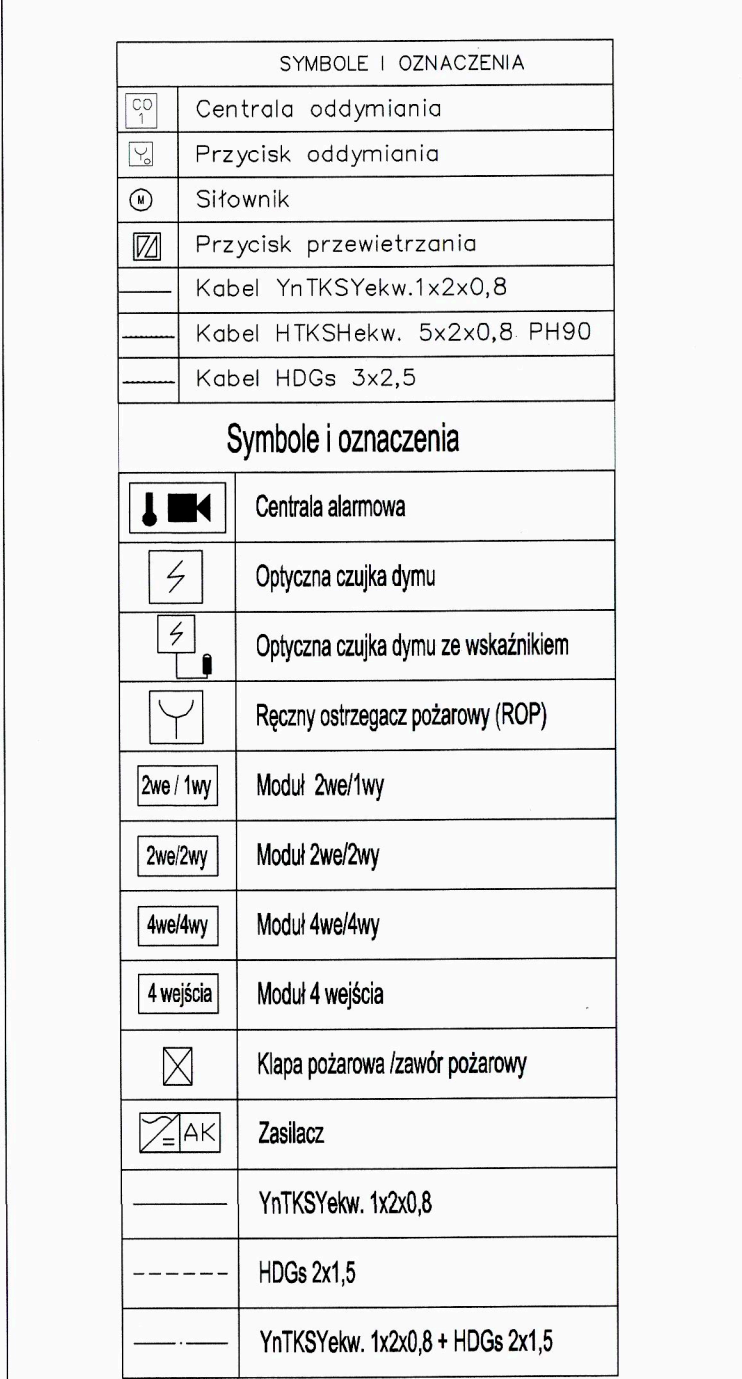 SYMBOLE I OZNACZENIA
CO
1
Centrala oddymiania
Przycisk oddymiania
M
Siłownik
Przycisk przewietrzania
Kabel YnTKSYekw.1x2x0,8
Kabel HTKSHekw. 5x2x0,8 PH90
Kabel HDGs 3x2,5
Symbole i oznaczenia
Centrala alarmowa
Optyczna czujka dymu
Optyczna czujka dymu ze wskaźnikiem
Ręczny ostrzegacz pożarowy (ROP)
2we / 1wy Moduł 2we/1wy
2we/2wy Moduł 2we/2wy
4we/4wy Moduł 4we/4wy
4 wejścia Moduł 4 wejścia
Klapa pożarowa /zawór pożarowy
AK Zasilacz
YnTKSYekw. 1x2x0,8
HDGs 2x1,5
YnTKSYekw. 1x2x0,8 + HDGs 2x1,5